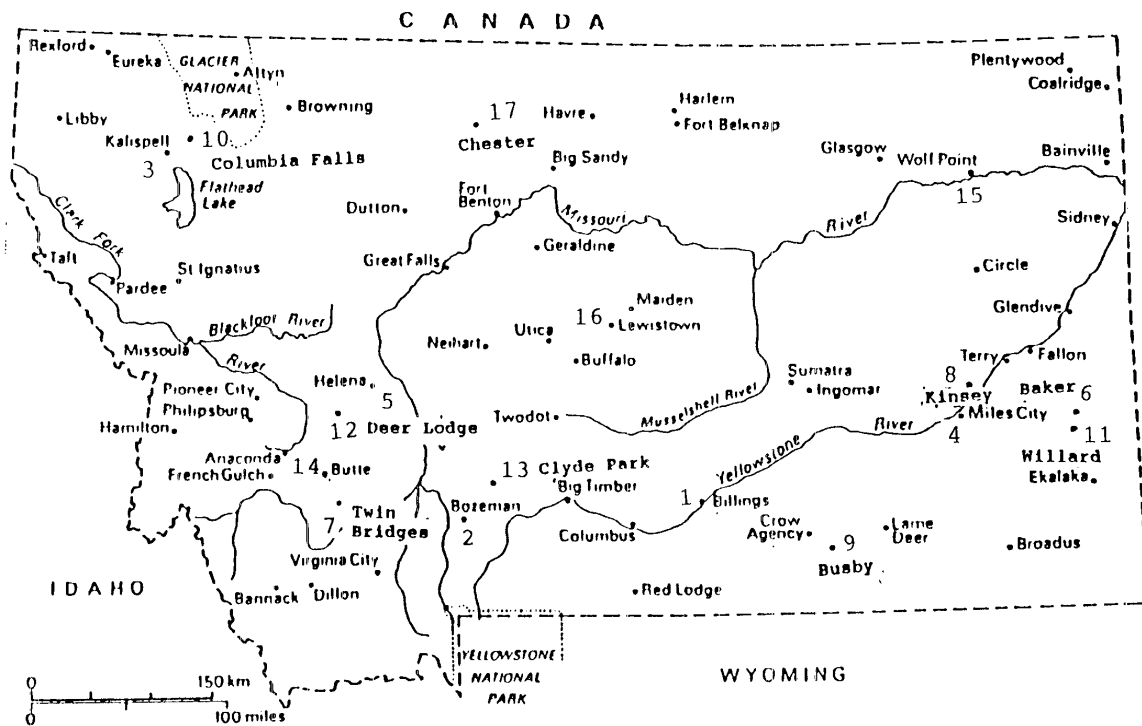 CANADA
Rexford
Eureka
GLACIER
NATIONAL
PARK
Altyn
Browning
Libby
Kalispell
10
3
Columbia Falls
Flathead
Lake
17
Chester
Havre
Harlem
Fort Belknap
Plentywood
Coalridge
Big Sandy
Glasgow
Wolf Point
15
Bainville
Dutton
Fort
Benton
Missouri
River
Sidney
Clark Fork
Taft
Pardee
St Ignatius
Great Falls
Geraldine
Circle
Glendive
Blackfoot River
Missoula
River
Neihart
Utica
16
Maiden
Lewistown
Buffalo
Terry
Fallon
Pioneer City
Philipsburg
Hamilton
Helena
5
12
Deer Lodge
Twodot
Musselshell River
Sumatra
Ingomar
8
Kinsey
Miles City
4
Baker
6
11
Willard
Ekalaka
Anaconda
French Gulch
14
Butte
13
Clyde Park
Big Timber
Yellowstone
River
1
Billings
7
Twin
Bridges
Bozeman
2
Columbus
Crow
Agency
9
Busby
Lame
Deer
Broadus
Virginia City
Bannack
Dillon
Red Lodge
IDAHO
YELLOWSTONE
NATIONAL
PARK
WYOMING
0
150 km
0
100 miles